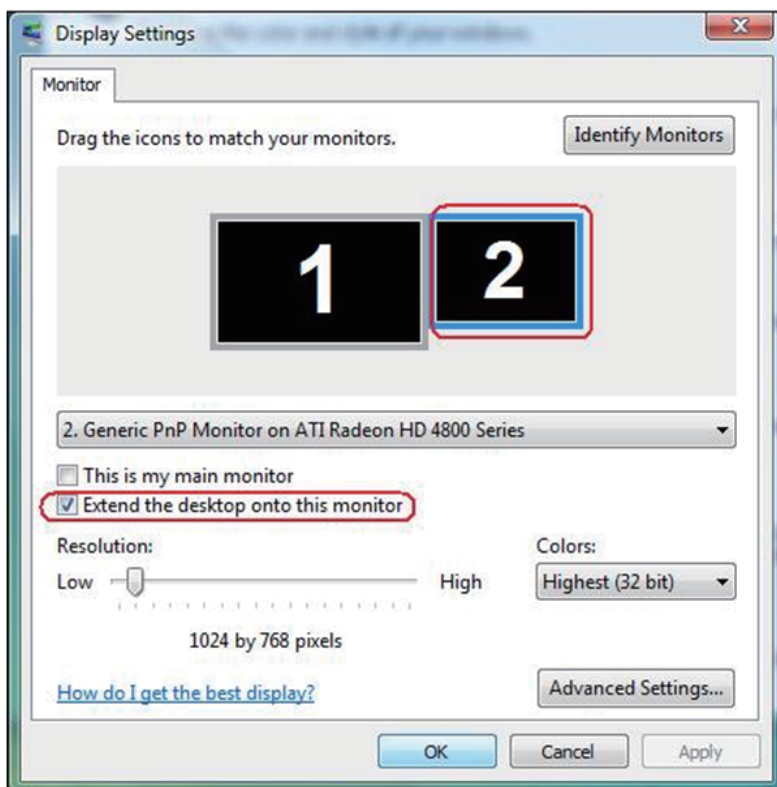 Display Settings
Monitor
Drag the icons to match your monitors.
Identify Monitors
1
2
2. Generic PnP Monitor on ATI Radeon HD 4800 Series
This is my main monitor
Extend the desktop onto this monitor
Resolution:
Colors:
Low
High
Highest (32 bit)
1024 by 768 pixels
How do I get the best display?
Advanced Settings...
OK
Cancel
Apply